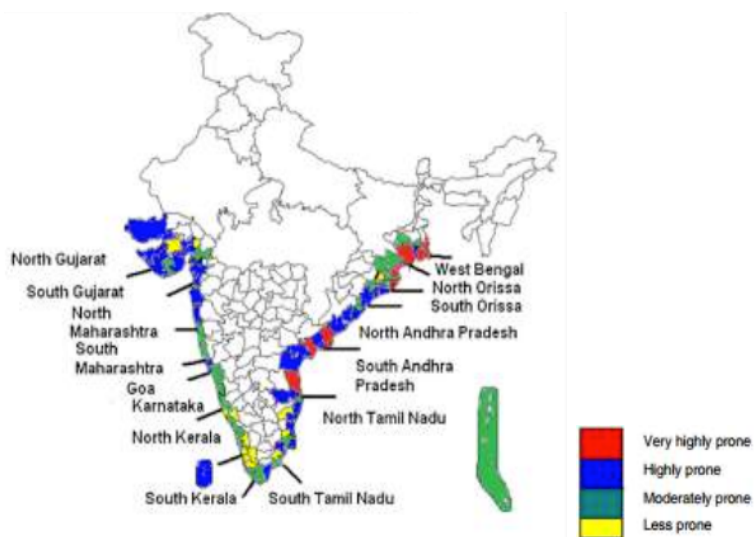 North Gujarat
South Gujarat
North
Maharashtra
South
Maharashtra
Goa
Karnataka
North Kerala
South Kerala
South Tamil Nadu
West Bengal
North Orissa
South Orissa
North Andhra Pradesh
South Andhra
Pradesh
North Tamil Nadu
Very highly prone
Highly prone
Moderately prone
Less prone